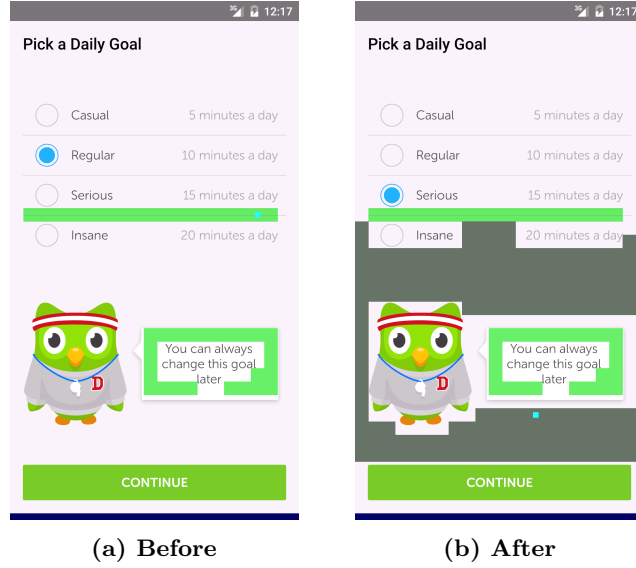 3G 12:17
Pick a Daily Goal
Casual 5 minutes a day
Regular 10 minutes a day
Serious 15 minutes a day
Insane 20 minutes a day
You can always
change this goal
later
D
CONTINUE
(a) Before
3G 12:17
Pick a Daily Goal
Casual 5 minutes a day
Regular 10 minutes a day
Serious 15 minutes a day
Insane 20 minutes a day
You can always
change this goal
later
D
CONTINUE
(b) After